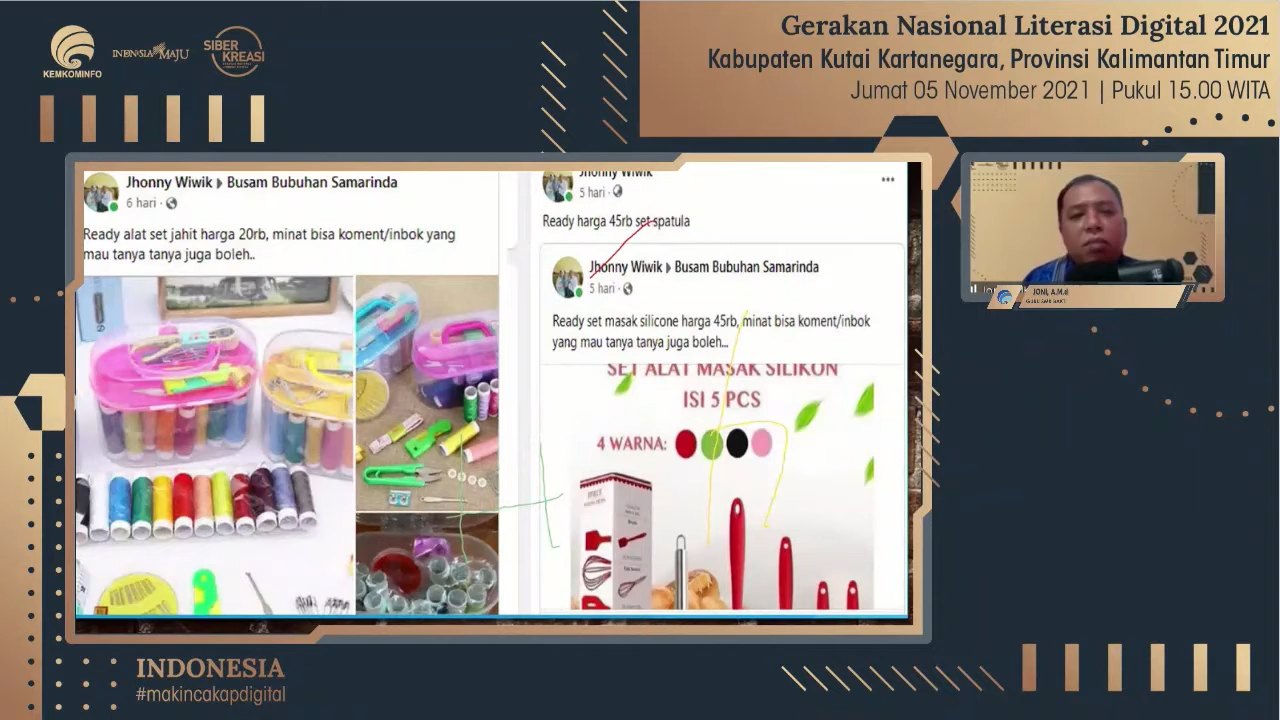 Gerakan Nasional Literasi Digital 2021
Kabupaten Kutai Kartanegara, Provinsi Kalimantan Timur
Jumat 05 November 2021 | Pukul 15.00 WITA
KEMKOMINFO
INDONESIA MAJU
SIBER
KREASI
Jhonny Wiwik Busam Bubuhan Samarinda
6 hari ·
Ready alat set jahit harga 20rb, minat bisa koment/inbok yang
mau tanya tanya juga boleh..
Jhonny Wiwik
5 hari ·
Ready harga 45rb set spatula
Jhonny Wiwik Busam Bubuhan Samarinda
5 hari ·
Ready set masak silicone harga 45rb, minat bisa koment/inbok
yang mau tanya tanya juga boleh...
SET ALAT MASAK SILIKON
ISI 5 PCS
4 WARNA:
JONI, A.Md
INDONESIA
#makincakapdigital